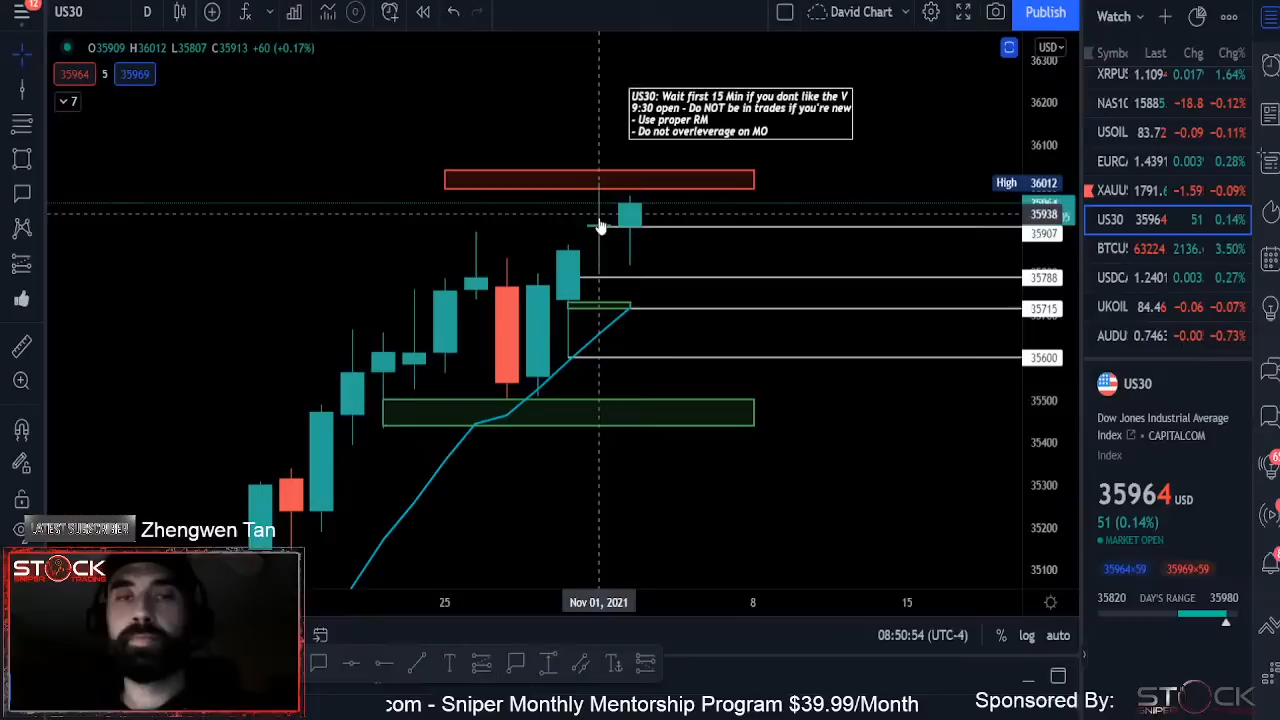 12
US30 D David Chart Publish
O35909 H36012 L35807 C35913 +60 (+0.17%)
35964 5 35969
7
US30: Wait first 15 Min if you dont like the V
9:30 open - Do NOT be in trades if you're new
- Use proper RM
- Do not overleverage on MO
USD
36300
36200
36100
High 36012
35938
35907
35788
35715
35600
35500
35400
35300
35200
35100
25 Nov 01, 2021 8 15
08:50:54 (UTC-4) % log auto
Watch
Last Chg Chg
XRPUS 1.109 0.017 1.64%
NAS10 15885. -18.8 -0.12%
USOIL 83.72 -0.09 -0.11%
EURCA 1.4391 0.003 0.28%
XAUU 1791.6 -1.59 -0.09%
US30 35964 51 0.14%
BTCUS 63224 2136. 3.50%
USDC 1.2401 0.003 0.27%
UKOIL 84.46 -0.06 -0.07%
AUDU 0.7463 -0.00 -0.73%
US30
Dow Jones Industrial Average
Index CAPITALCOM
Index
35964 USD
51 (0.14%)
MARKET OPEN
35964×59 35969×59
35820 DAY'S RANGE 35980
LATEST SUBSCRIBER Zhengwen Tan
STOCK
SNIPER TRADING
.com - Sniper Monthly Mentorship Program $39.99/Month
Sponsored By:
STOCK